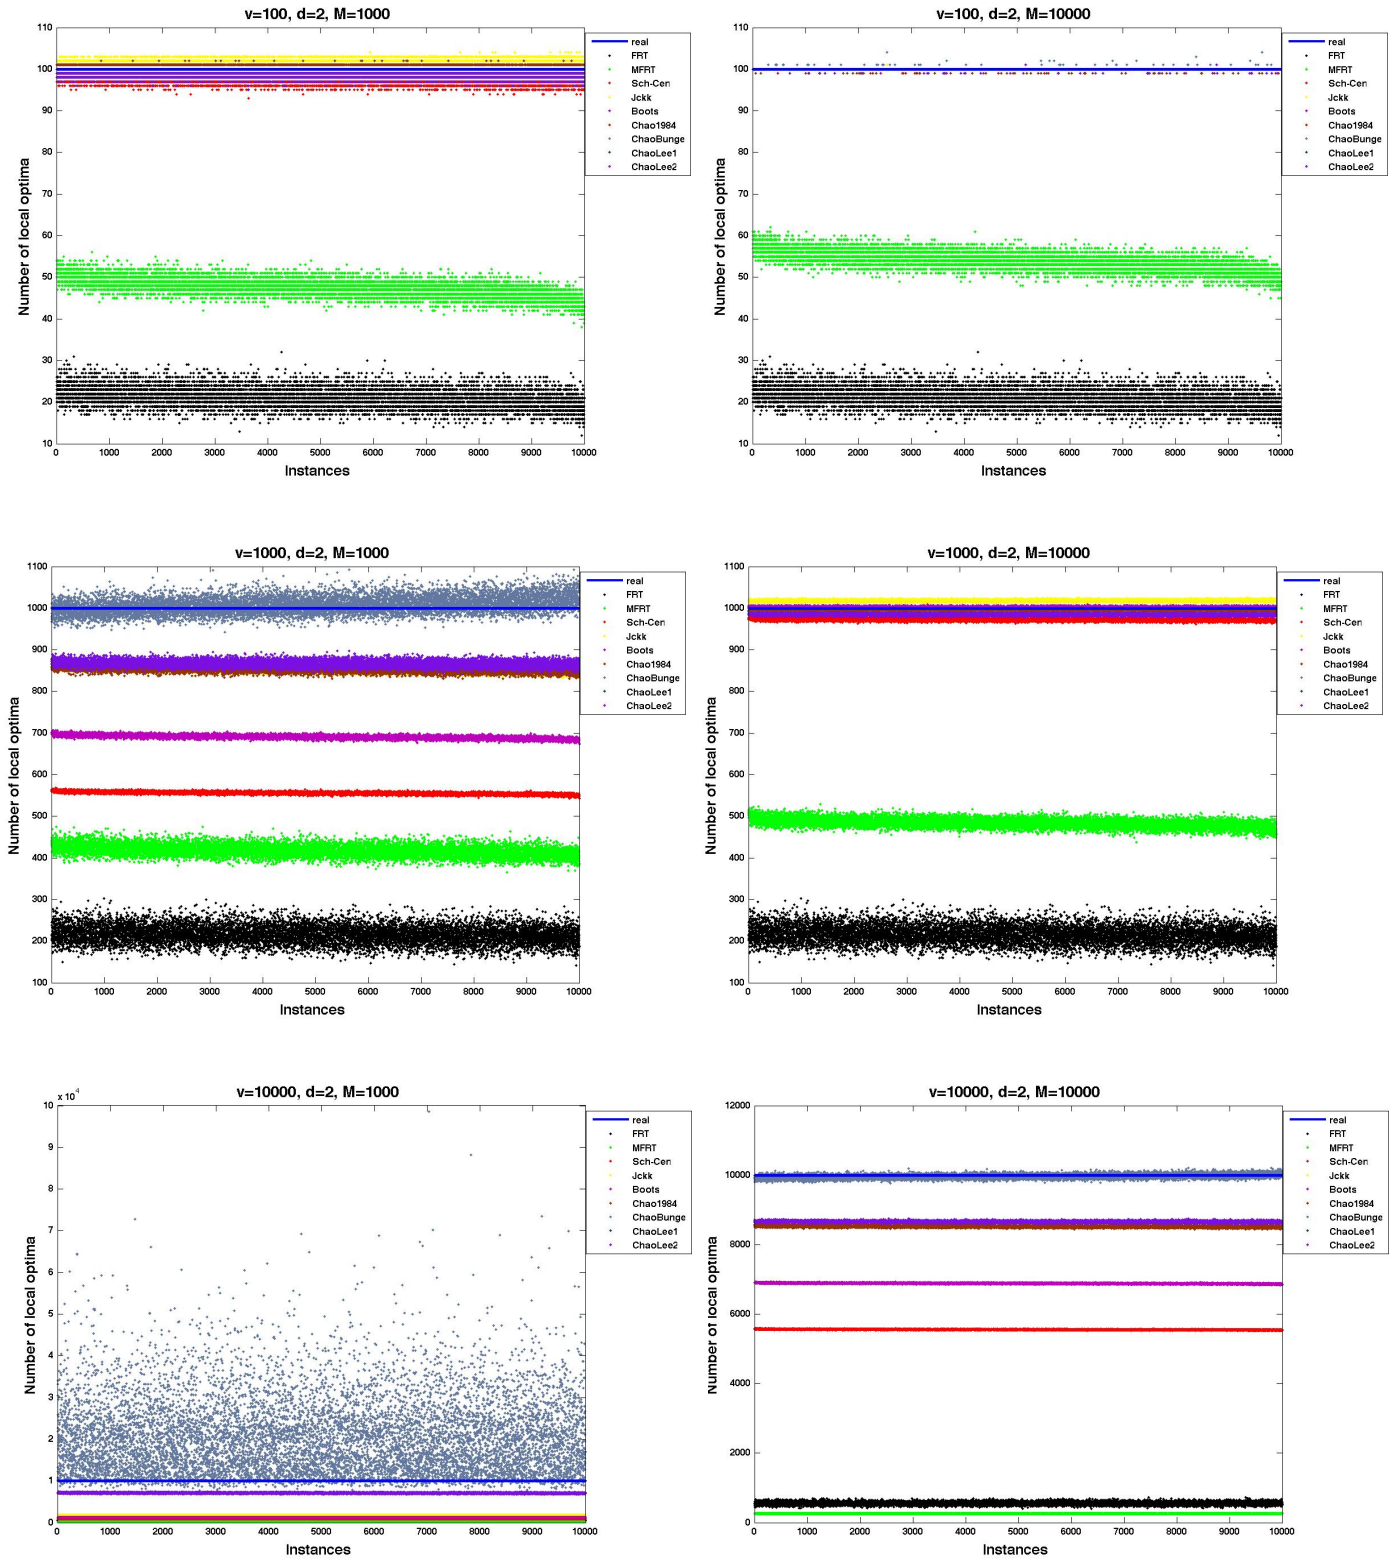 v=100, d=2, M=1000
110
100
90
80
70
60
50
40
30
20
10
Number of local optima
0 1000 2000 3000 4000 5000 6000 7000 8000 9000 10000
Instances
real
FRT
MFRT
Sch-Cen
Jckk
Boots
Chao1984
ChaoBunge
ChaoLee1
ChaoLee2
v=100, d=2, M=10000
110
100
90
80
70
60
50
40
30
20
10
Number of local optima
0 1000 2000 3000 4000 5000 6000 7000 8000 9000 10000
Instances
real
FRT
MFRT
Sch-Cen
Jckk
Boots
Chao1984
ChaoBunge
ChaoLee1
ChaoLee2
v=1000, d=2, M=1000
1100
1000
900
800
700
600
500
400
300
200
100
Number of local optima
0 1000 2000 3000 4000 5000 6000 7000 8000 9000 10000
Instances
real
FRT
MFRT
Sch-Cen
Jckk
Boots
Chao1984
ChaoBunge
ChaoLee1
ChaoLee2
v=1000, d=2, M=10000
1100
1000
900
800
700
600
500
400
300
200
100
Number of local optima
0 1000 2000 3000 4000 5000 6000 7000 8000 9000 10000
Instances
real
FRT
MFRT
Sch-Cen
Jckk
Boots
Chao1984
ChaoBunge
ChaoLee1
ChaoLee2
v=10000, d=2, M=1000
x 10^4
10
9
8
7
6
5
4
3
2
1
0
Number of local optima
0 1000 2000 3000 4000 5000 6000 7000 8000 9000 10000
Instances
real
FRT
MFRT
Sch-Cen
Jckk
Boots
Chao1984
ChaoBunge
ChaoLee1
ChaoLee2
v=10000, d=2, M=10000
12000
10000
8000
6000
4000
2000
0
Number of local optima
0 1000 2000 3000 4000 5000 6000 7000 8000 9000 10000
Instances
real
FRT
MFRT
Sch-Cen
Jckk
Boots
Chao1984
ChaoBunge
ChaoLee1
ChaoLee2